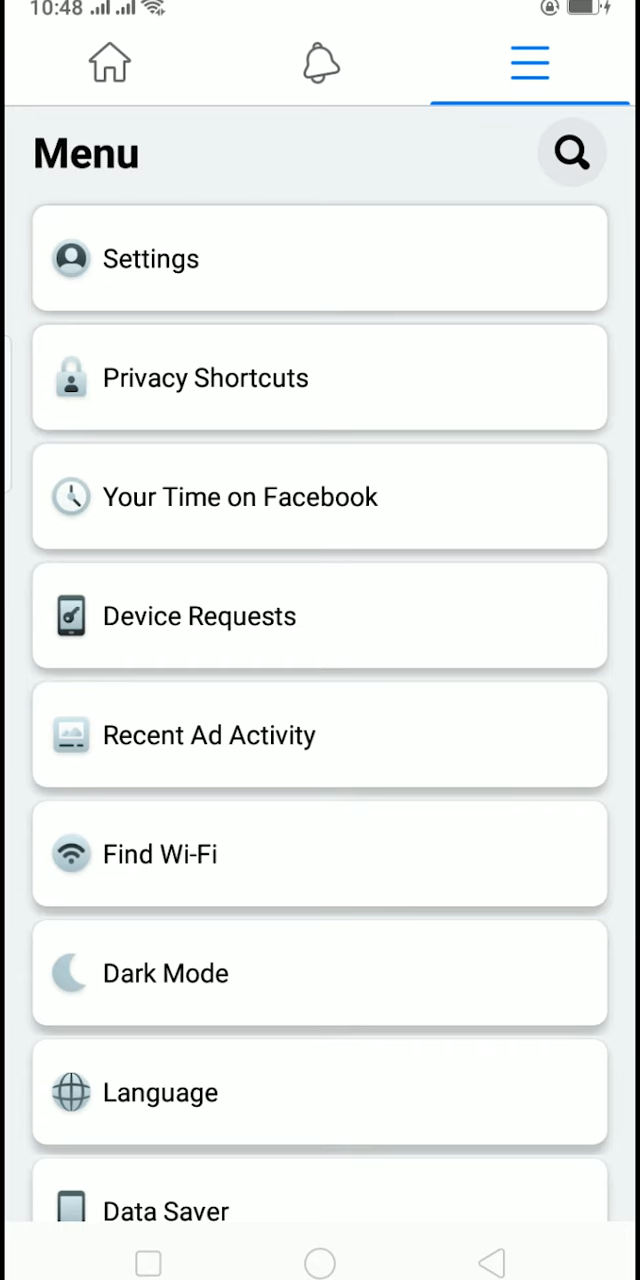 10:48
Menu
Settings
Privacy Shortcuts
Your Time on Facebook
Device Requests
Recent Ad Activity
Find Wi-Fi
Dark Mode
Language
Data Saver